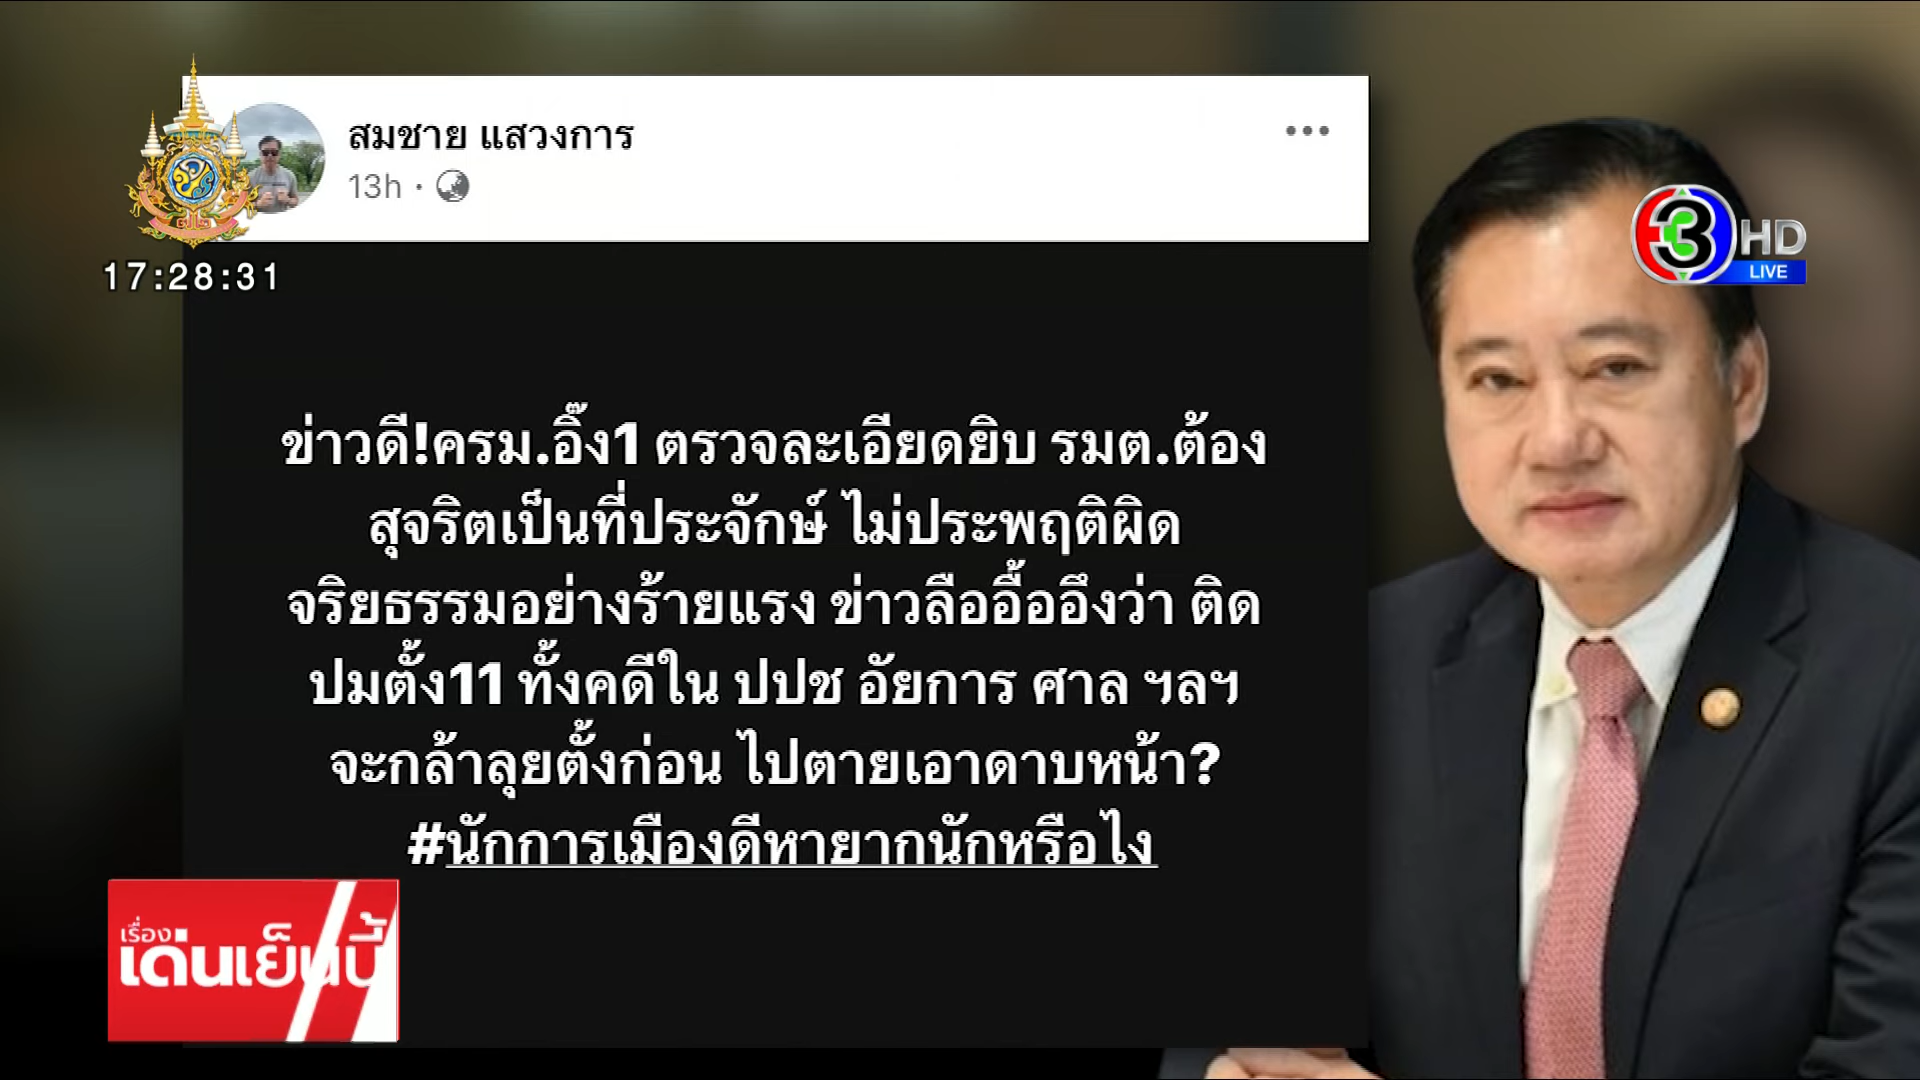 สมชาย แสวงการ
13h ·
3 HD
LIVE
17:28:31
ข่าวดี!ครม.อิ๊ง1 ตรวจละเอียดยิบ รมต.ต้อง
สุจริตเป็นที่ประจักษ์ ไม่ประพฤติผิด
จริยธรรมอย่างร้ายแรง ข่าวลืออื้ออึงว่า ติด
ปมตั้ง11 ทั้งคดีใน ปปช อัยการ ศาล ฯลฯ
จะกล้าลุยตั้งก่อน ไปตายเอาดาบหน้า?
#นักการเมืองดีหายากนักหรือไง
เรื่อง
เด่นเย็นนี้